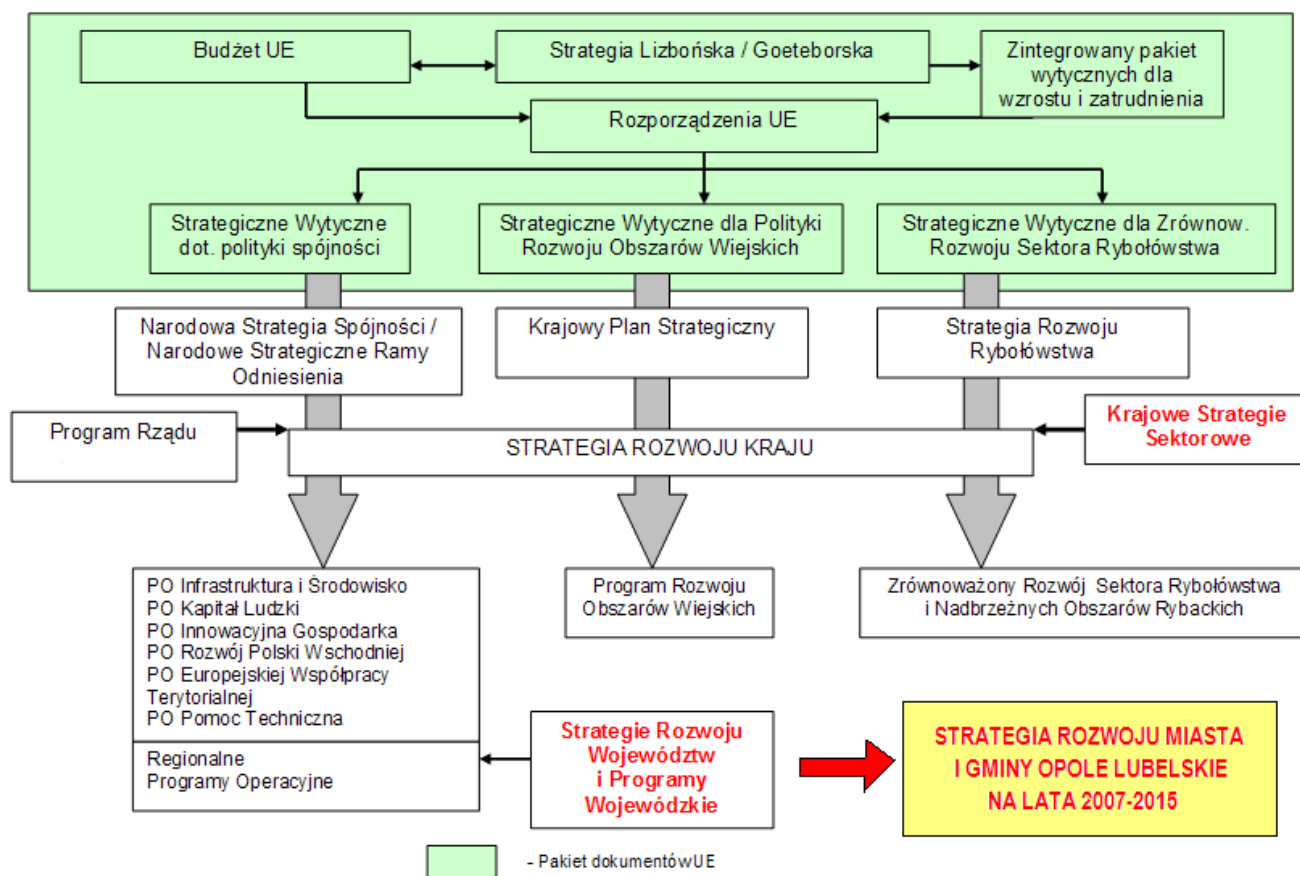 Budżet UE
Strategia Lizbońska / Goeteborska
Zintegrowany pakiet
wytycznych dla
wzrostu i zatrudnienia
Rozporządzenia UE
Strategiczne Wytyczne
dot. polityki spójności
Strategiczne Wytyczne dla Polityki
Rozwoju Obszarów Wiejskich
Strategiczne Wytyczne dla Zrównow.
Rozwoju Sektora Rybołówstwa
Narodowa Strategia Spójności /
Narodowe Strategiczne Ramy
Odniesienia
Krajowy Plan Strategiczny
Strategia Rozwoju
Rybołówstwa
Program Rządu
STRATEGIA ROZWOJU KRAJU
Krajowe Strategie
Sektorowe
PO Infrastruktura i Środowisko
PO Kapitał Ludzki
PO Innowacyjna Gospodarka
PO Rozwój Polski Wschodniej
PO Europejskiej Współpracy
Terytorialnej
PO Pomoc Techniczna
Regionalne
Programy Operacyjne
Program Rozwoju
Obszarów Wiejskich
Zrównoważony Rozwój Sektora Rybołówstwa
i Nadbrzeżnych Obszarów Rybackich
Strategie Rozwoju
Województw
i Programy
Wojewódzkie
STRATEGIA ROZWOJU MIASTA
I GMINY OPOLE LUBELSKIE
NA LATA 2007-2015
- Pakiet dokumentów UE